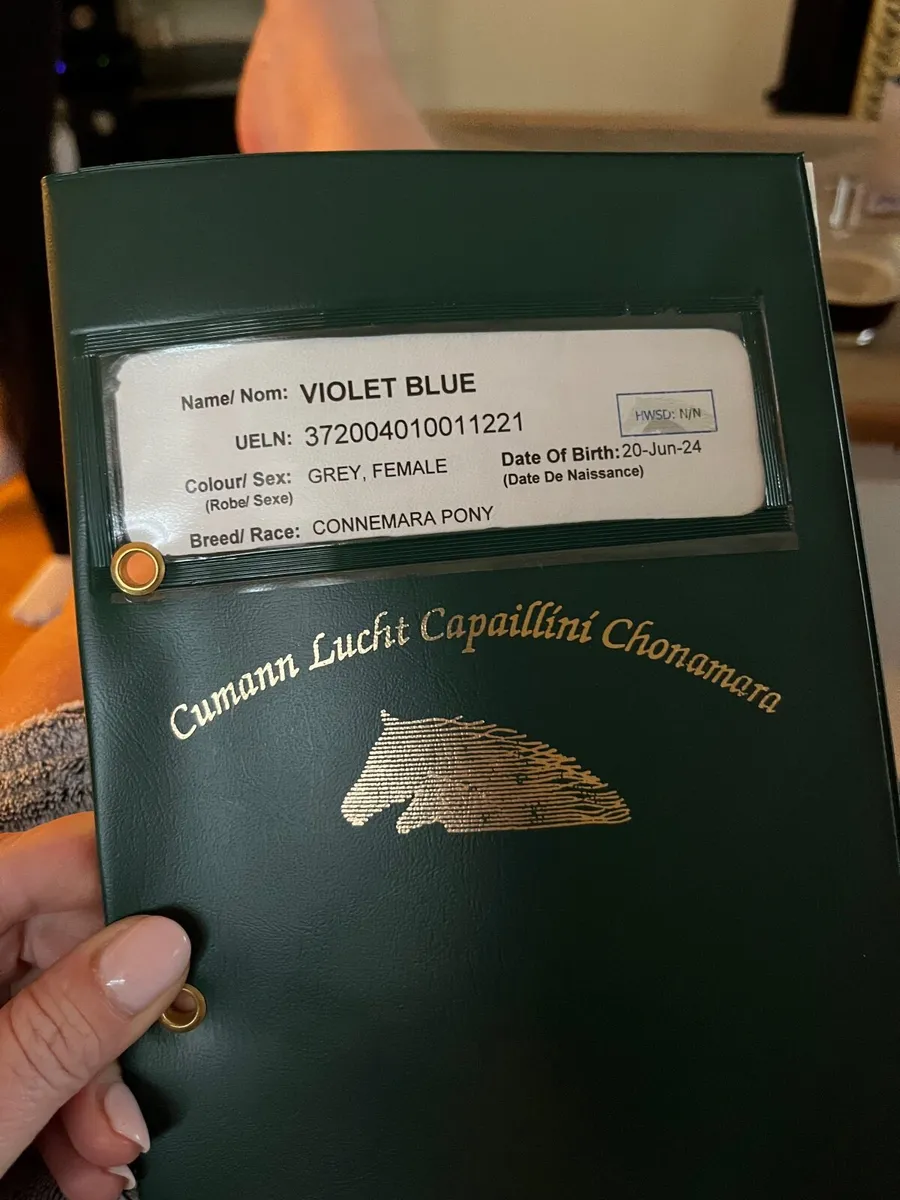 Name/ Nom: VIOLET BLUE
UELN: 372004010011221
HWSD: N/N
Colour/ Sex: GREY, FEMALE
(Robe/ Sexe)
Date Of Birth: 20-Jun-24
(Date De Naissance)
Breed/ Race: CONNEMARA PONY
Cumann Lucht Capaillíní Chonamara